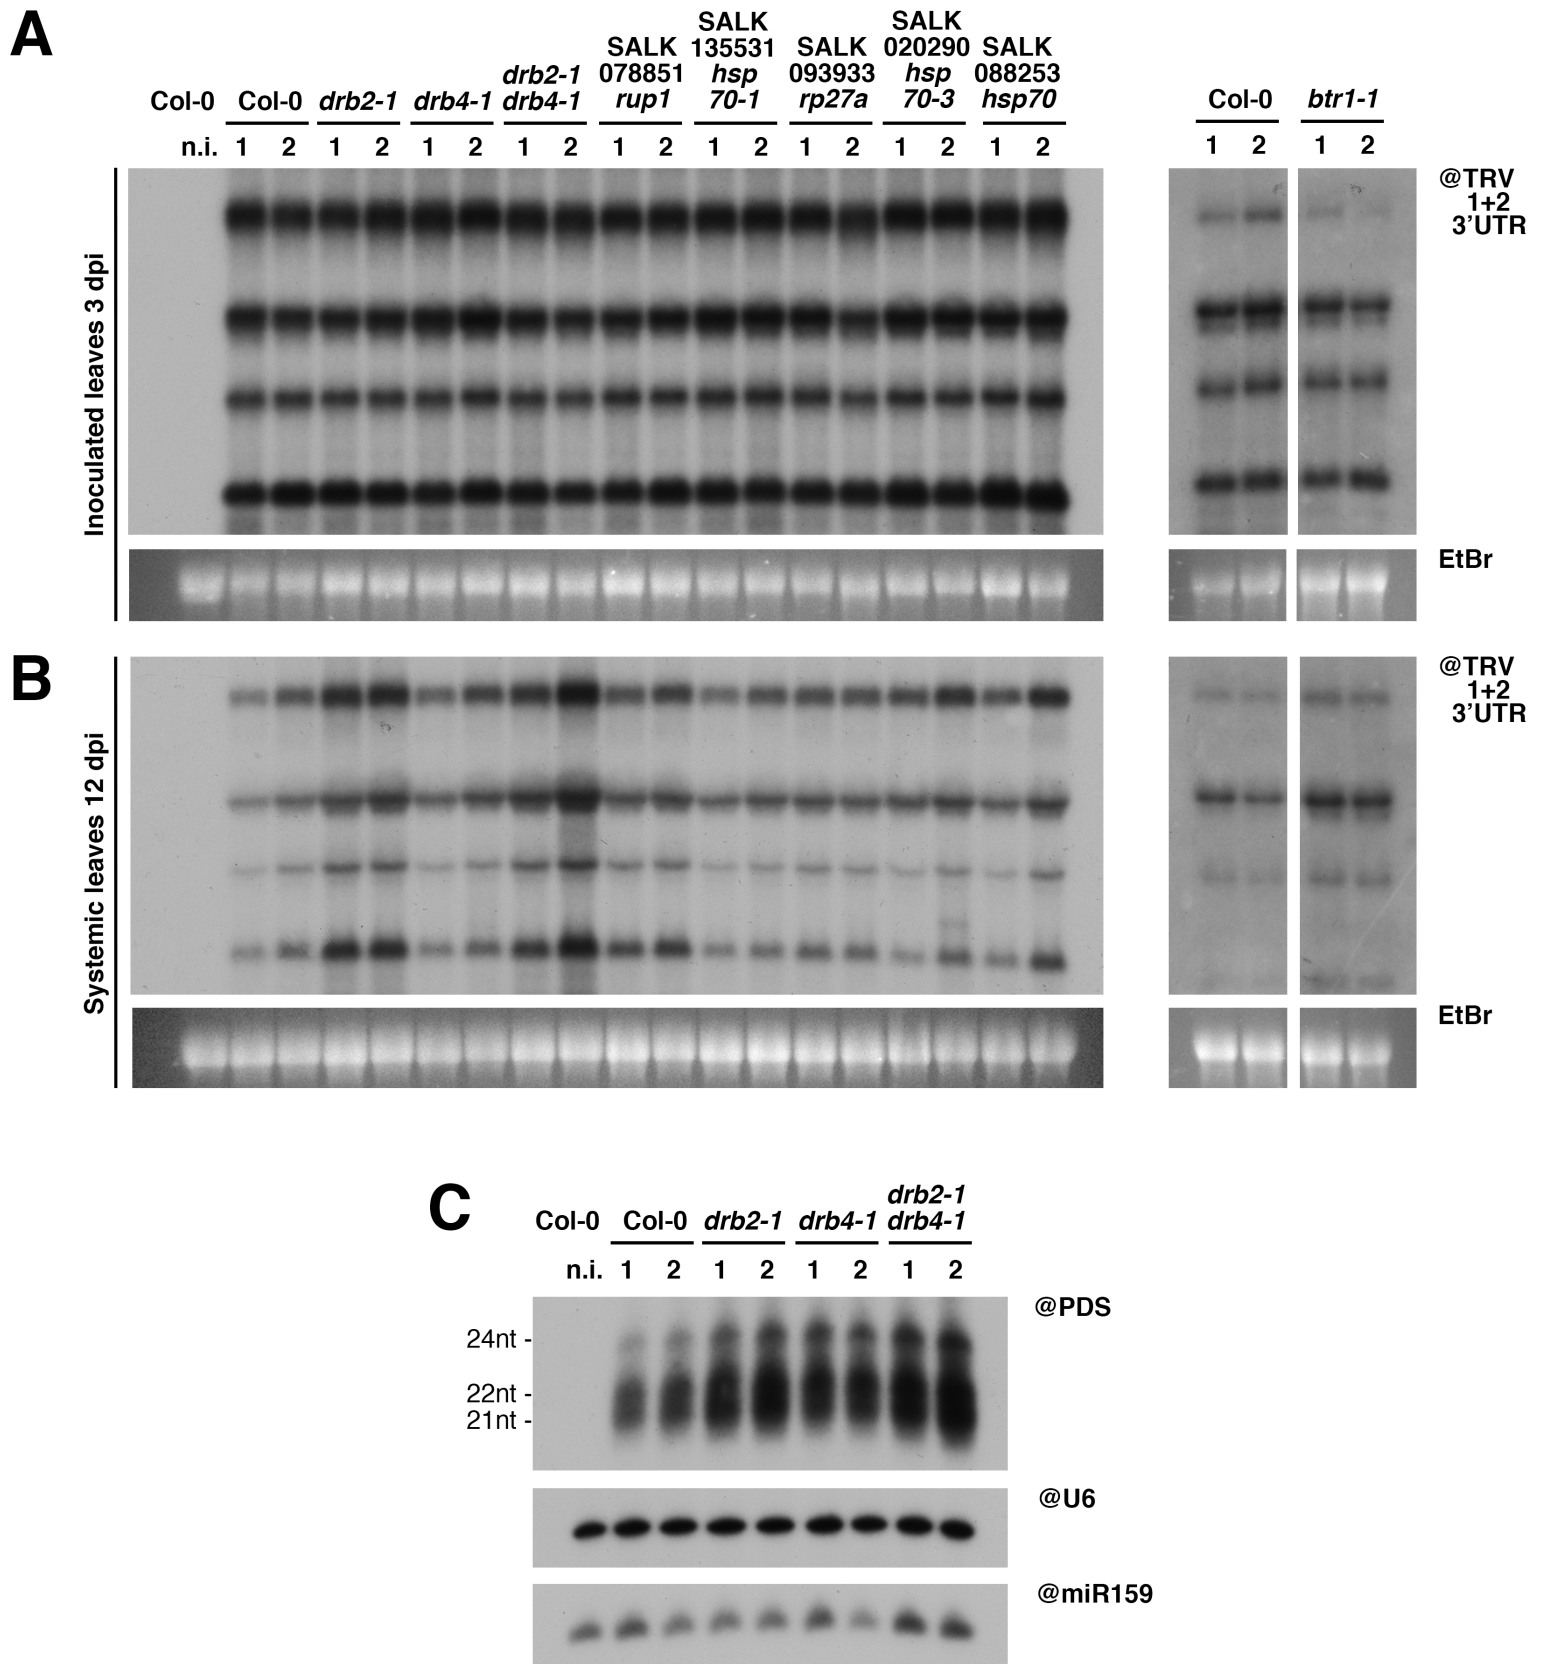 A
Col-0
n.i.
Col-0
1 2
drb2-1
1 2
drb4-1
1 2
drb2-1
drb4-1
1 2
SALK
078851
rup1
1 2
SALK
135531
hsp
70-1
1 2
SALK
093933
rp27a
1 2
SALK
020290
hsp
70-3
1 2
SALK
088253
hsp70
1 2
Col-0
1 2
btr1-1
1 2
Inoculated leaves 3 dpi
@TRV
1+2
3'UTR
EtBr
B
Systemic leaves 12 dpi
@TRV
1+2
3'UTR
EtBr
C
Col-0
n.i.
Col-0
1 2
drb2-1
1 2
drb4-1
1 2
drb2-1
drb4-1
1 2
@PDS
24nt -
22nt -
21nt -
@U6
@miR159